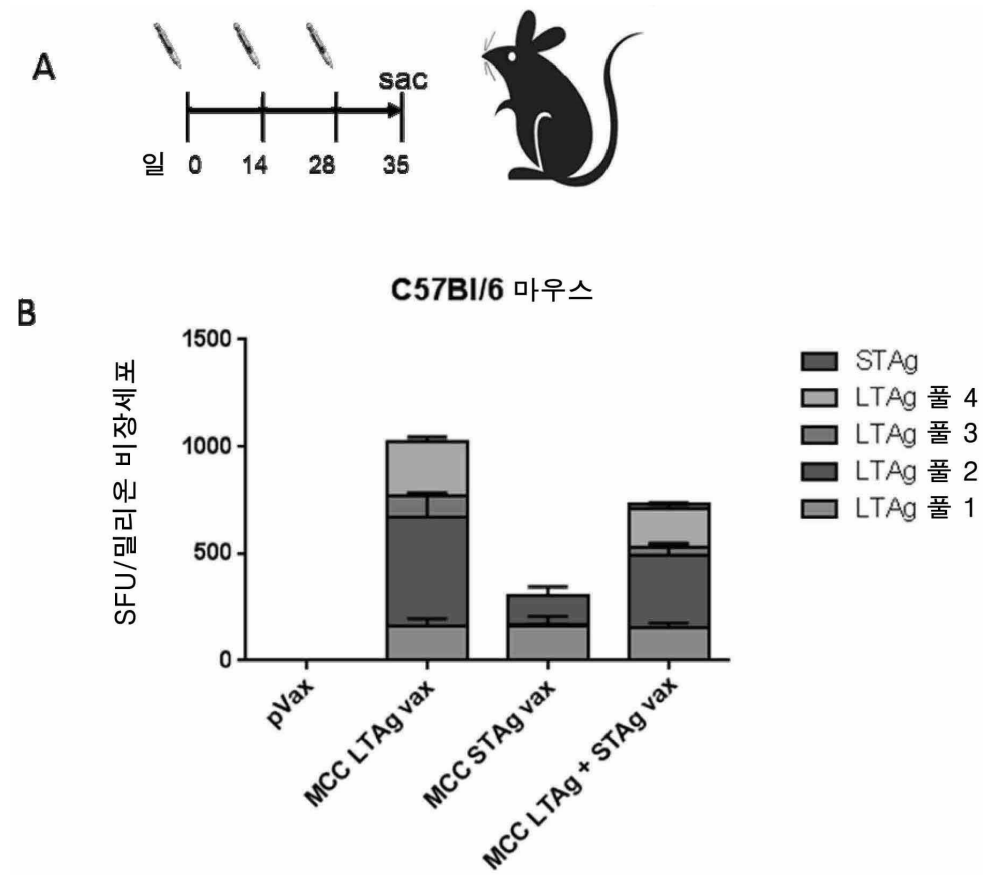 A
sac
일 0 14 28 35
B
C57Bl/6 마우스
SFU/밀리온 비장세포
1500
1000
500
0
pVax
MCC LTAg vax
MCC STAg vax
MCC LTAg + STAg vax
STAg
LTAg 풀 4
LTAg 풀 3
LTAg 풀 2
LTAg 풀 1